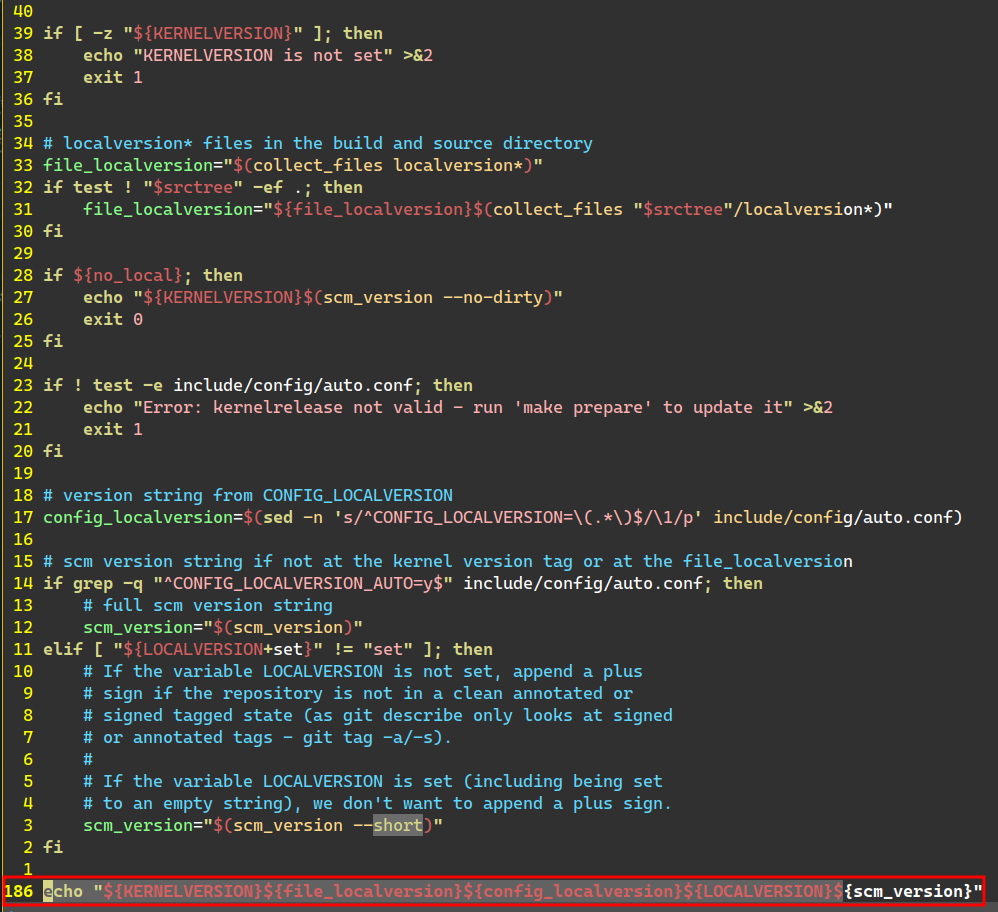 40
39 if [ -z "${KERNELVERSION}" ]; then
38     echo "KERNELVERSION is not set" >&2
37     exit 1
36 fi
35
34 # localversion* files in the build and source directory
33 file_localversion="$(collect_files localversion*)"
32 if test ! "$srctree" -ef .; then
31     file_localversion="${file_localversion}$(collect_files "$srctree"/localversion*)"
30 fi
29
28 if ${no_local}; then
27     echo "${KERNELVERSION}$(scm_version --no-dirty)"
26     exit 0
25 fi
24
23 if ! test -e include/config/auto.conf; then
22     echo "Error: kernelrelease not valid - run 'make prepare' to update it" >&2
21     exit 1
20 fi
19
18 # version string from CONFIG_LOCALVERSION
17 config_localversion=$(sed -n 's/^CONFIG_LOCALVERSION=\(.*\)$/\1/p' include/config/auto.conf)
16
15 # scm version string if not at the kernel version tag or at the file_localversion
14 if grep -q "^CONFIG_LOCALVERSION_AUTO=y$" include/config/auto.conf; then
13     # full scm version string
12     scm_version="$(scm_version)"
11 elif [ "${LOCALVERSION+set}" != "set" ]; then
10     # If the variable LOCALVERSION is not set, append a plus
9     # sign if the repository is not in a clean annotated or
8     # signed tagged state (as git describe only looks at signed
7     # or annotated tags - git tag -a/-s).
6     #
5     # If the variable LOCALVERSION is set (including being set
4     # to an empty string), we don't want to append a plus sign.
3     scm_version="$(scm_version --short)"
2 fi
1
186 echo "${KERNELVERSION}${file_localversion}${config_localversion}${LOCALVERSION}${scm_version}"